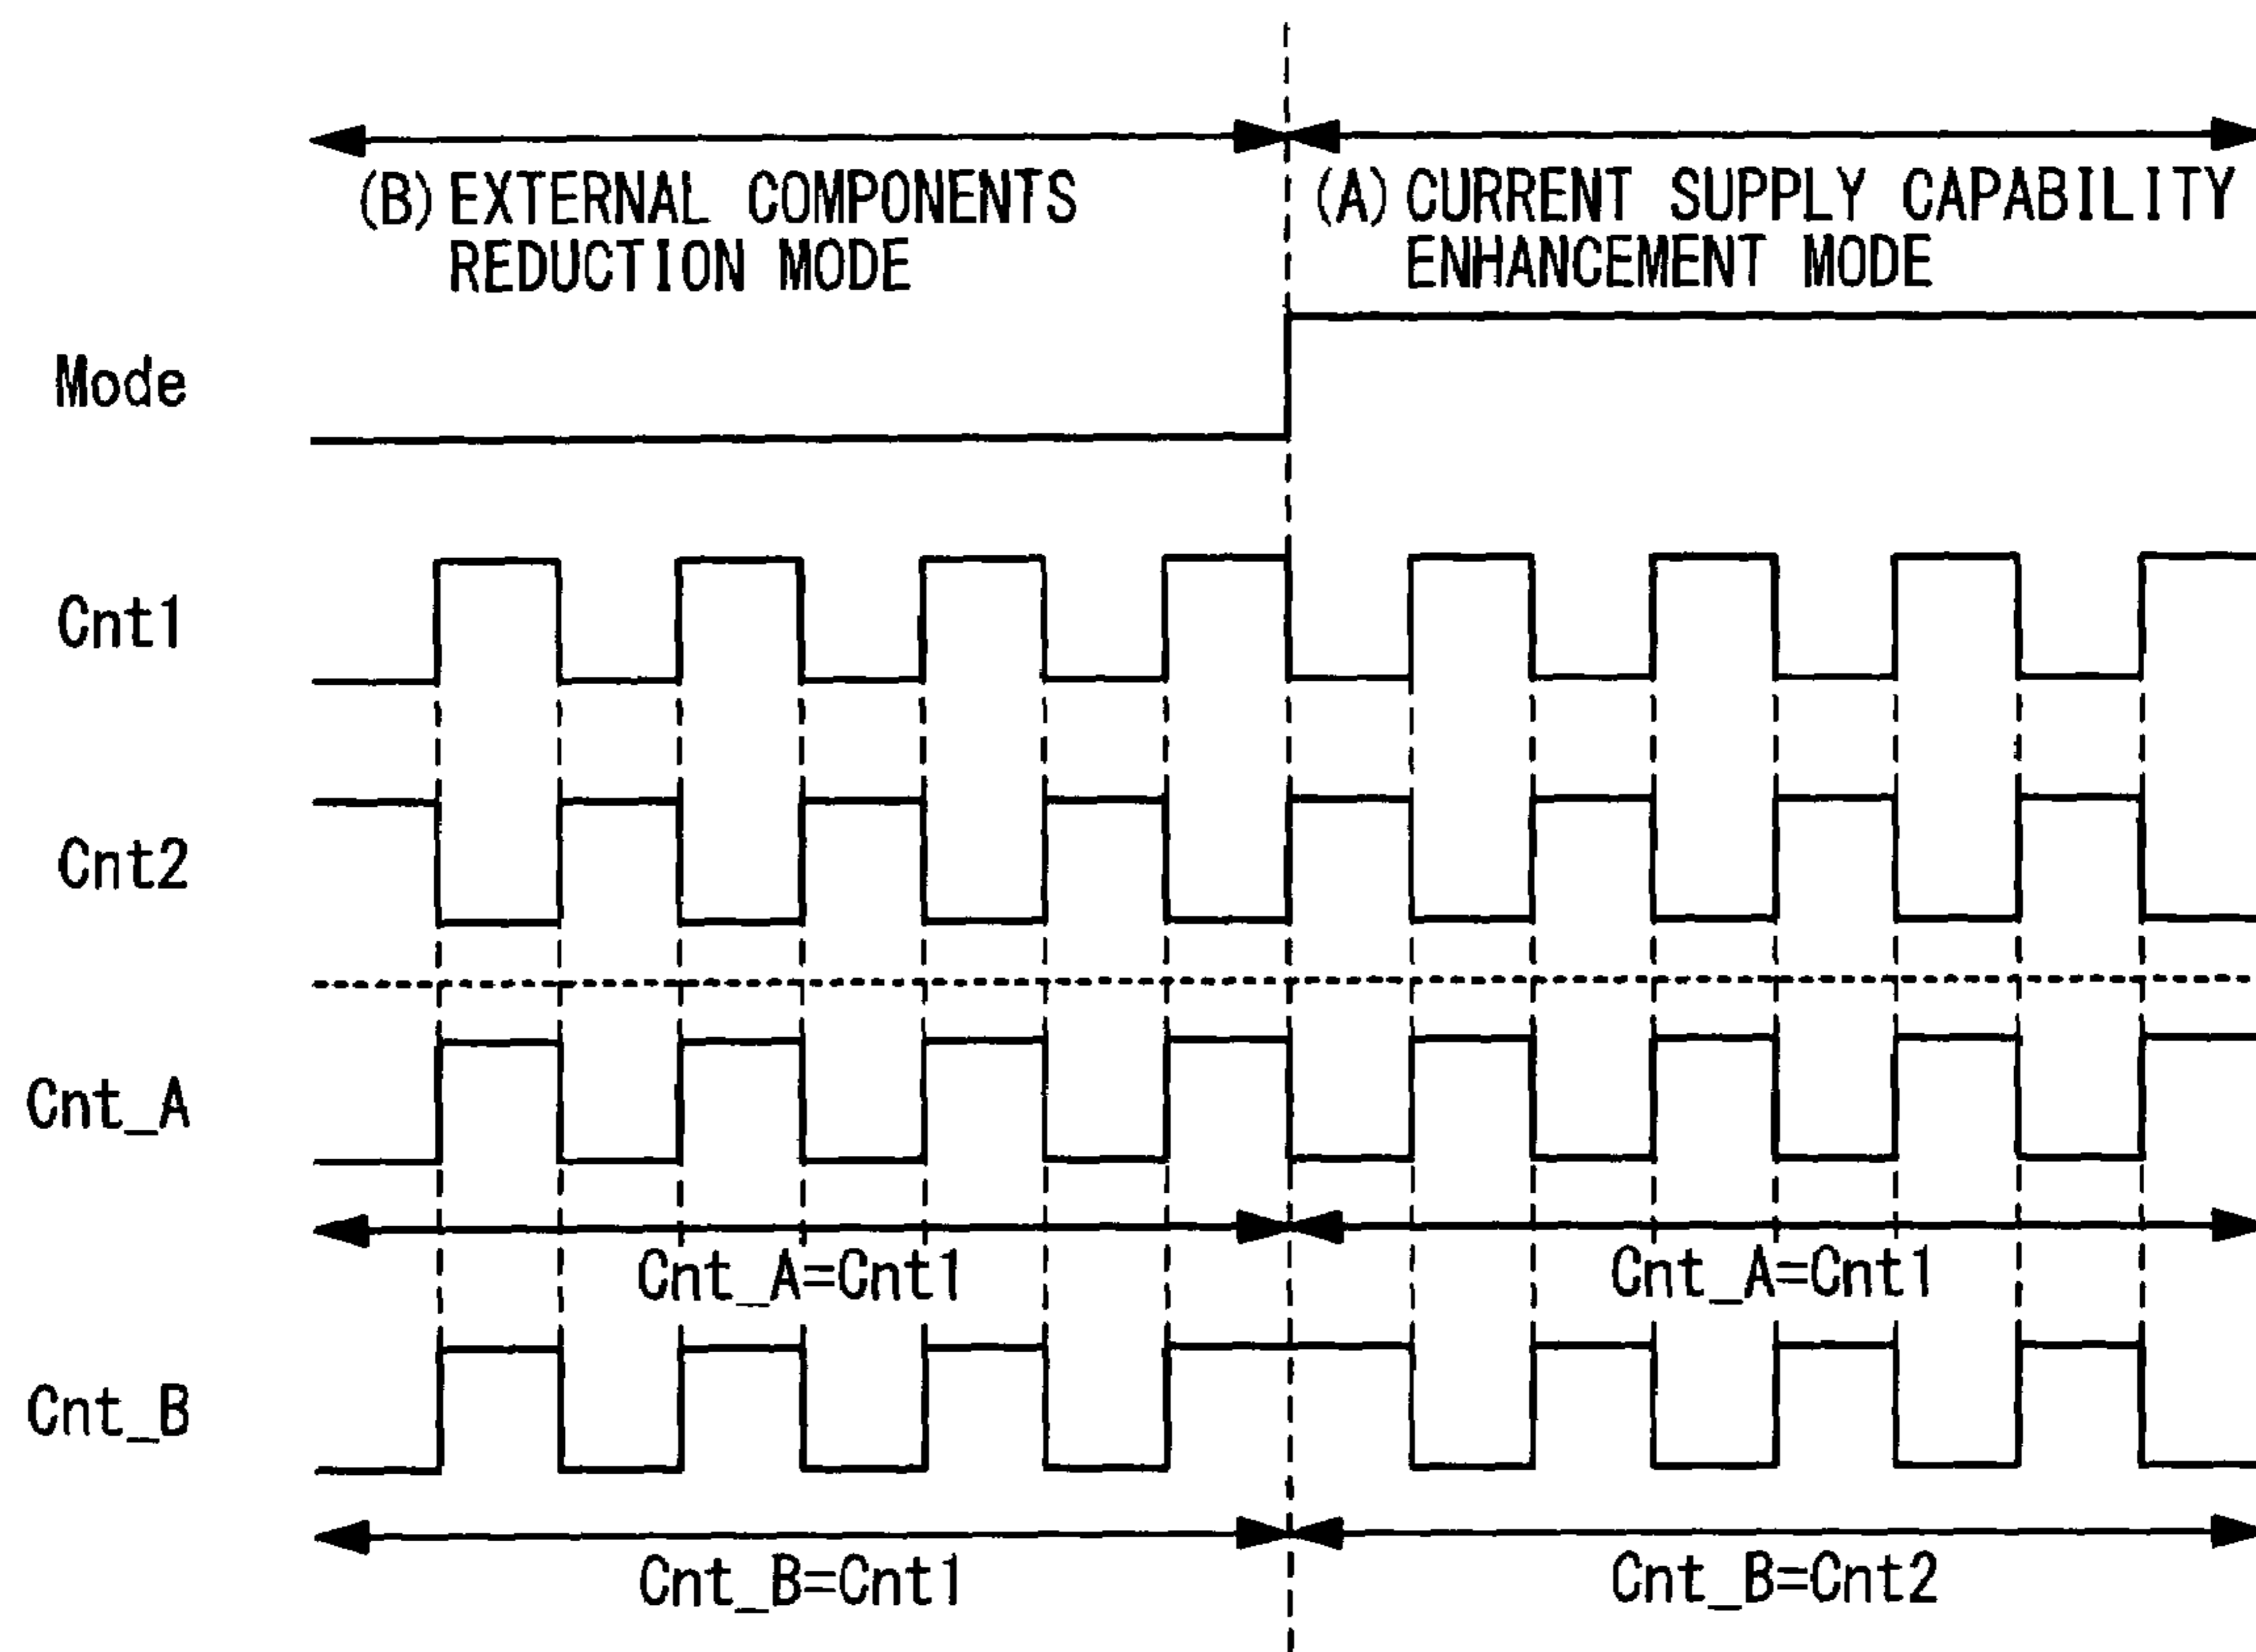 (B) EXTERNAL COMPONENTS
REDUCTION MODE
(A) CURRENT SUPPLY CAPABILITY
ENHANCEMENT MODE
Mode
Cnt1
Cnt2
Cnt_A
Cnt_A=Cnt1
Cnt_A=Cnt1
Cnt_B
Cnt_B=Cnt1
Cnt_B=Cnt2